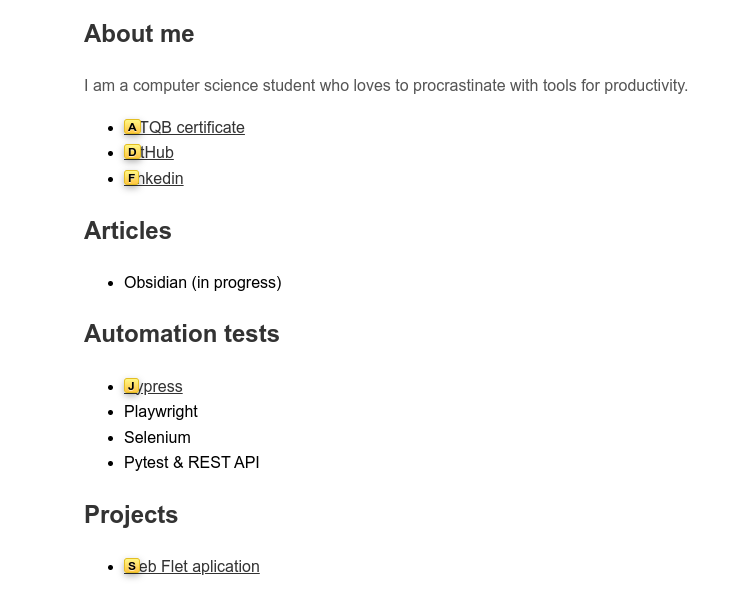 About me
I am a computer science student who loves to procrastinate with tools for productivity.
A TQB certificate
D tHub
F nkedin
Articles
Obsidian (in progress)
Automation tests
J ypress
Playwright
Selenium
Pytest & REST API
Projects
S eb Flet aplication